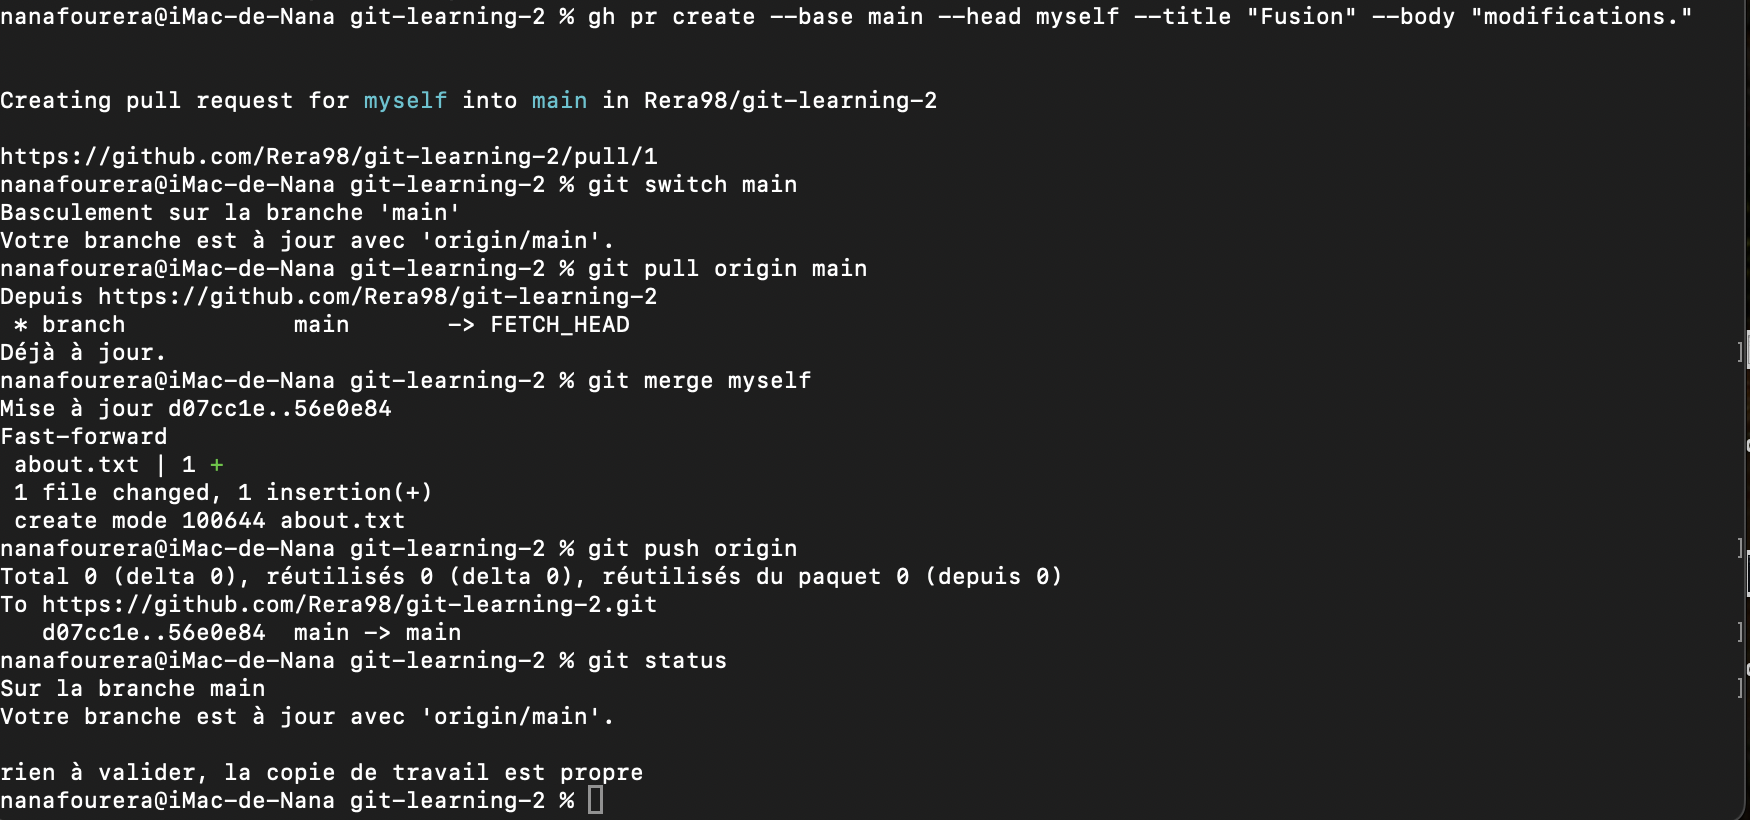 nanafourera@iMac-de-Nana git-learning-2 % gh pr create --base main --head myself --title "Fusion" --body "modifications."
Creating pull request for myself into main in Rera98/git-learning-2
https://github.com/Rera98/git-learning-2/pull/1
nanafourera@iMac-de-Nana git-learning-2 % git switch main
Basculement sur la branche 'main'
Votre branche est à jour avec 'origin/main'.
nanafourera@iMac-de-Nana git-learning-2 % git pull origin main
Depuis https://github.com/Rera98/git-learning-2
 * branch            main       -> FETCH_HEAD
Déjà à jour.
nanafourera@iMac-de-Nana git-learning-2 % git merge myself
Mise à jour d07cc1e..56e0e84
Fast-forward
 about.txt | 1 +
 1 file changed, 1 insertion(+)
 create mode 100644 about.txt
nanafourera@iMac-de-Nana git-learning-2 % git push origin
Total 0 (delta 0), réutilisés 0 (delta 0), réutilisés du paquet 0 (depuis 0)
To https://github.com/Rera98/git-learning-2.git
   d07cc1e..56e0e84  main -> main
nanafourera@iMac-de-Nana git-learning-2 % git status
Sur la branche main
Votre branche est à jour avec 'origin/main'.
rien à valider, la copie de travail est propre
nanafourera@iMac-de-Nana git-learning-2 %